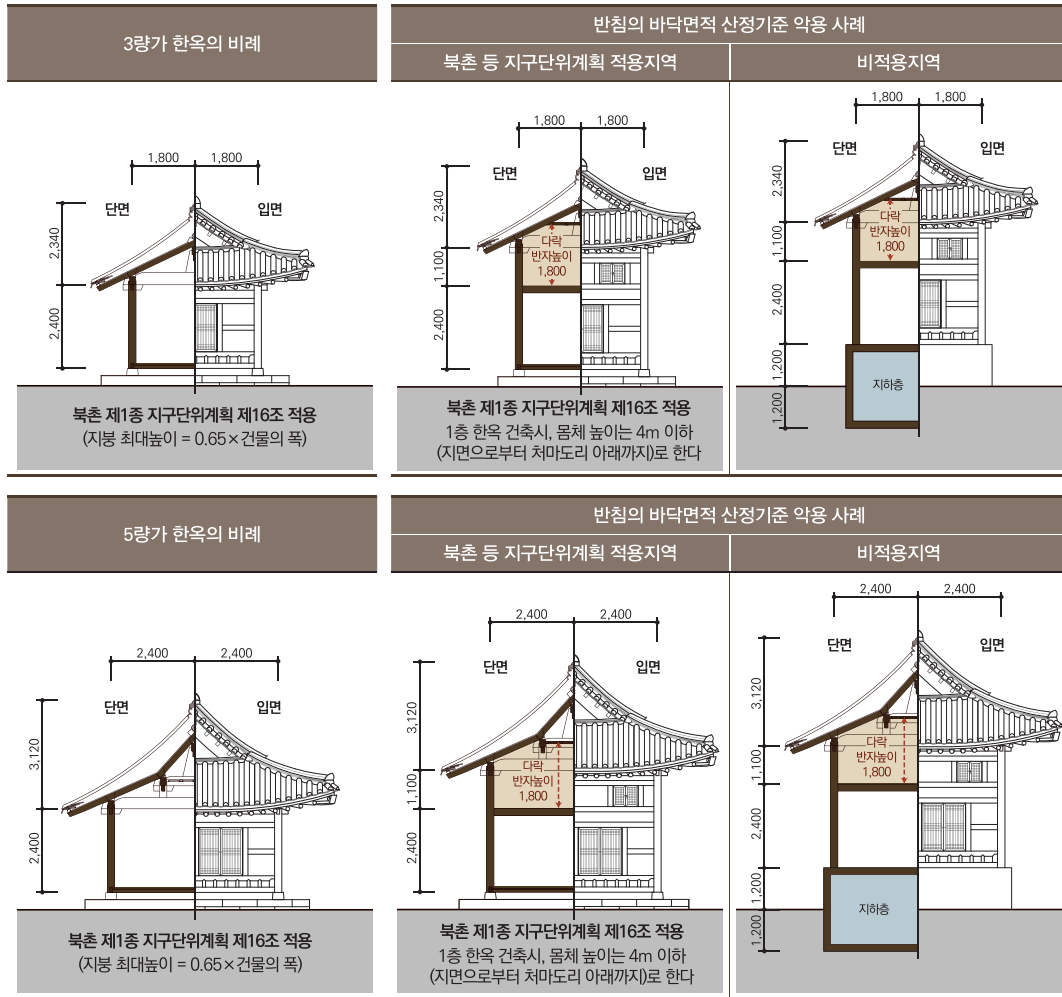 3량가 한옥의 비례
반침의 바닥면적 산정기준 악용 사례
북촌 등 지구단위계획 적용지역
비적용지역
1,800
1,800
단면
입면
2,340
2,400
북촌 제1종 지구단위계획 제16조 적용
(지붕 최대높이 = 0.65×건물의 폭)
1,800
1,800
단면
입면
2,340
1,100
2,400
다락
반자높이
1,800
북촌 제1종 지구단위계획 제16조 적용
1층 한옥 건축시, 몸체 높이는 4m 이하
(지면으로부터 처마도리 아래까지)로 한다
1,800
1,800
단면
입면
2,340
1,100
2,400
1,200
1,200
다락
반자높이
1,800
지하층
5량가 한옥의 비례
반침의 바닥면적 산정기준 악용 사례
북촌 등 지구단위계획 적용지역
비적용지역
2,400
2,400
단면
입면
3,120
2,400
북촌 제1종 지구단위계획 제16조 적용
(지붕 최대높이 = 0.65×건물의 폭)
2,400
2,400
단면
입면
3,120
1,100
2,400
다락
반자높이
1,800
북촌 제1종 지구단위계획 제16조 적용
1층 한옥 건축시, 몸체 높이는 4m 이하
(지면으로부터 처마도리 아래까지)로 한다
2,400
2,400
단면
입면
3,120
1,100
2,400
1,200
1,200
다락
반자높이
1,800
지하층